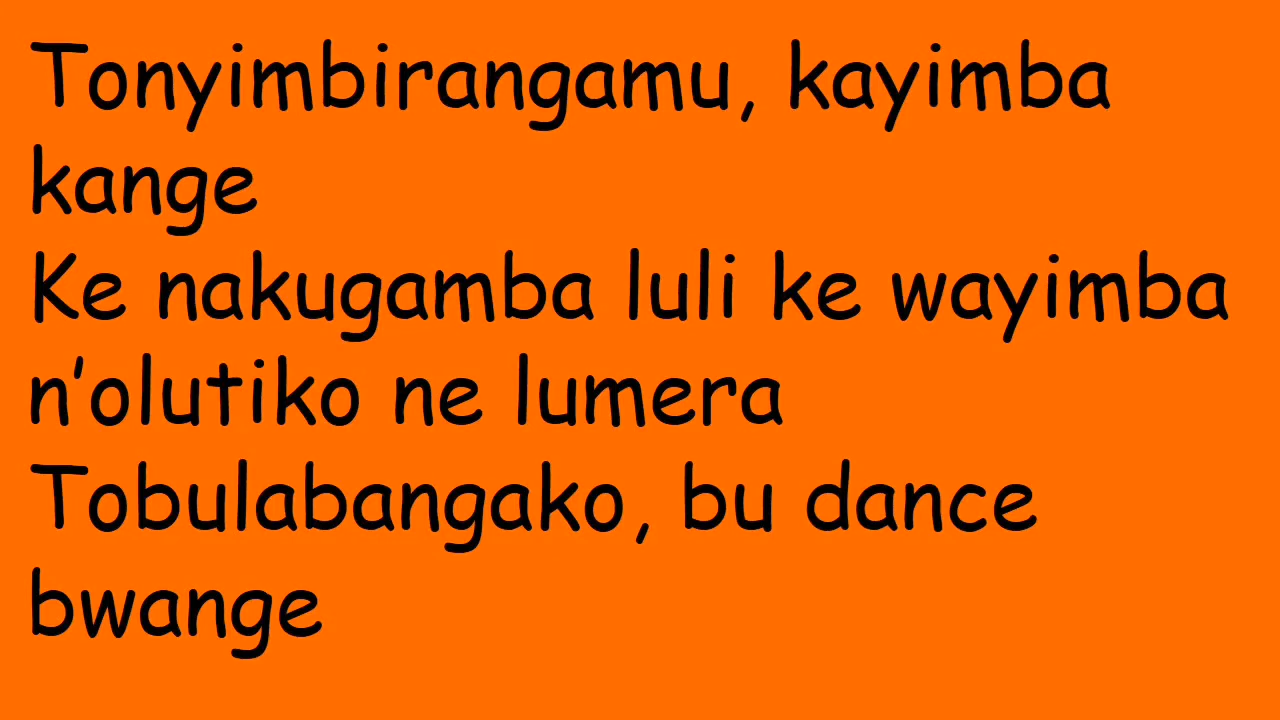 Tonyimbirangamu, kayimba
kange
Ke nakugamba luli ke wayimba
n’olutiko ne lumera
Tobulabangako, bu dance
bwange